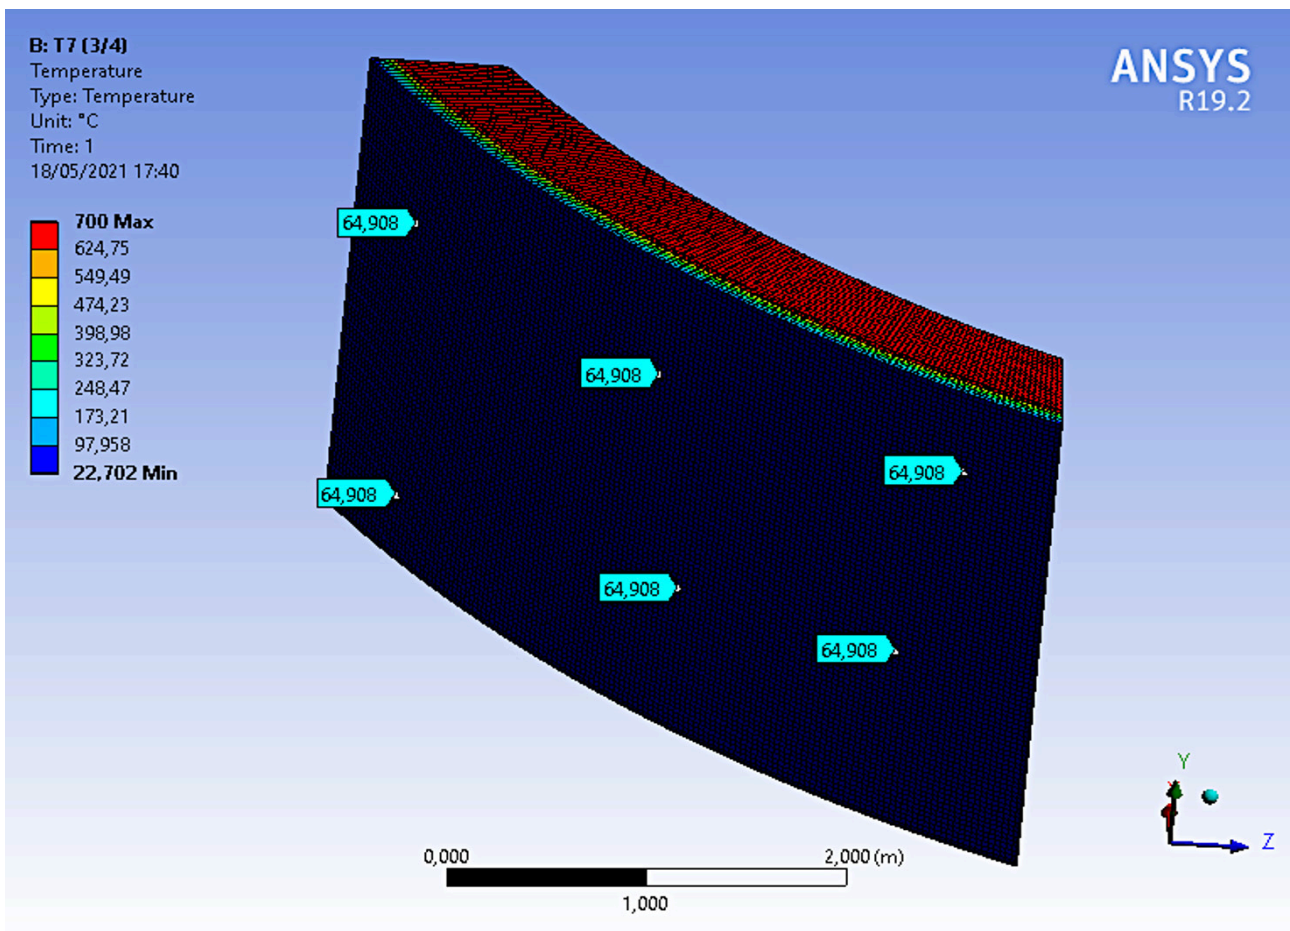 B: T7 (3/4)
Temperature
Type: Temperature
Unit: °C
Time: 1
18/05/2021 17:40
ANSYS
R19.2
700 Max
624,75
549,49
474,23
398,98
323,72
248,47
173,21
97,958
22,702 Min
64,908
64,908
64,908
64,908
64,908
64,908
Y
Z
0,000
2,000 (m)
1,000